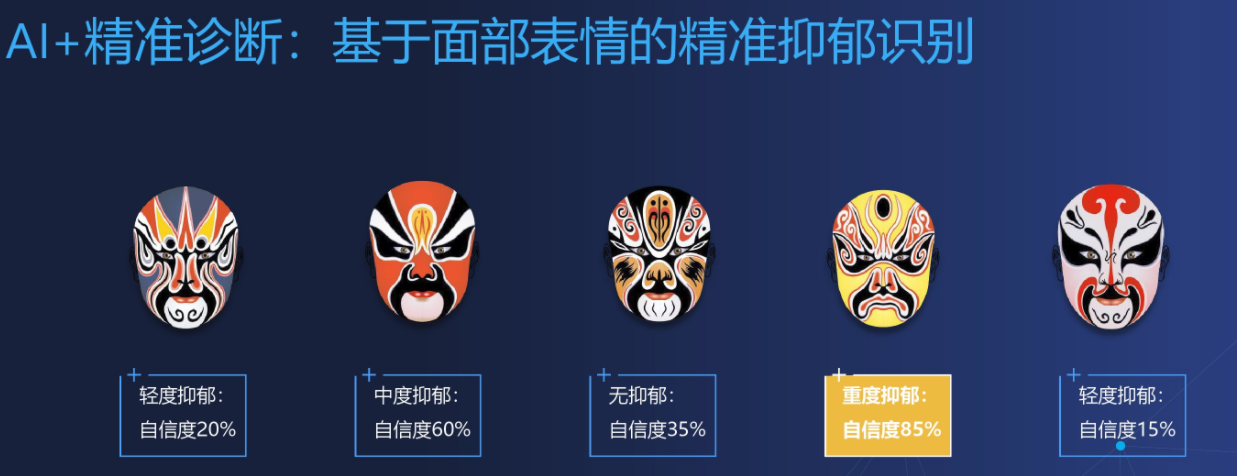 AI+精准诊断：基于面部表情的精准抑郁识别
轻度抑郁：
自信度20%
中度抑郁：
自信度60%
无抑郁：
自信度35%
重度抑郁：
自信度85%
轻度抑郁：
自信度15%